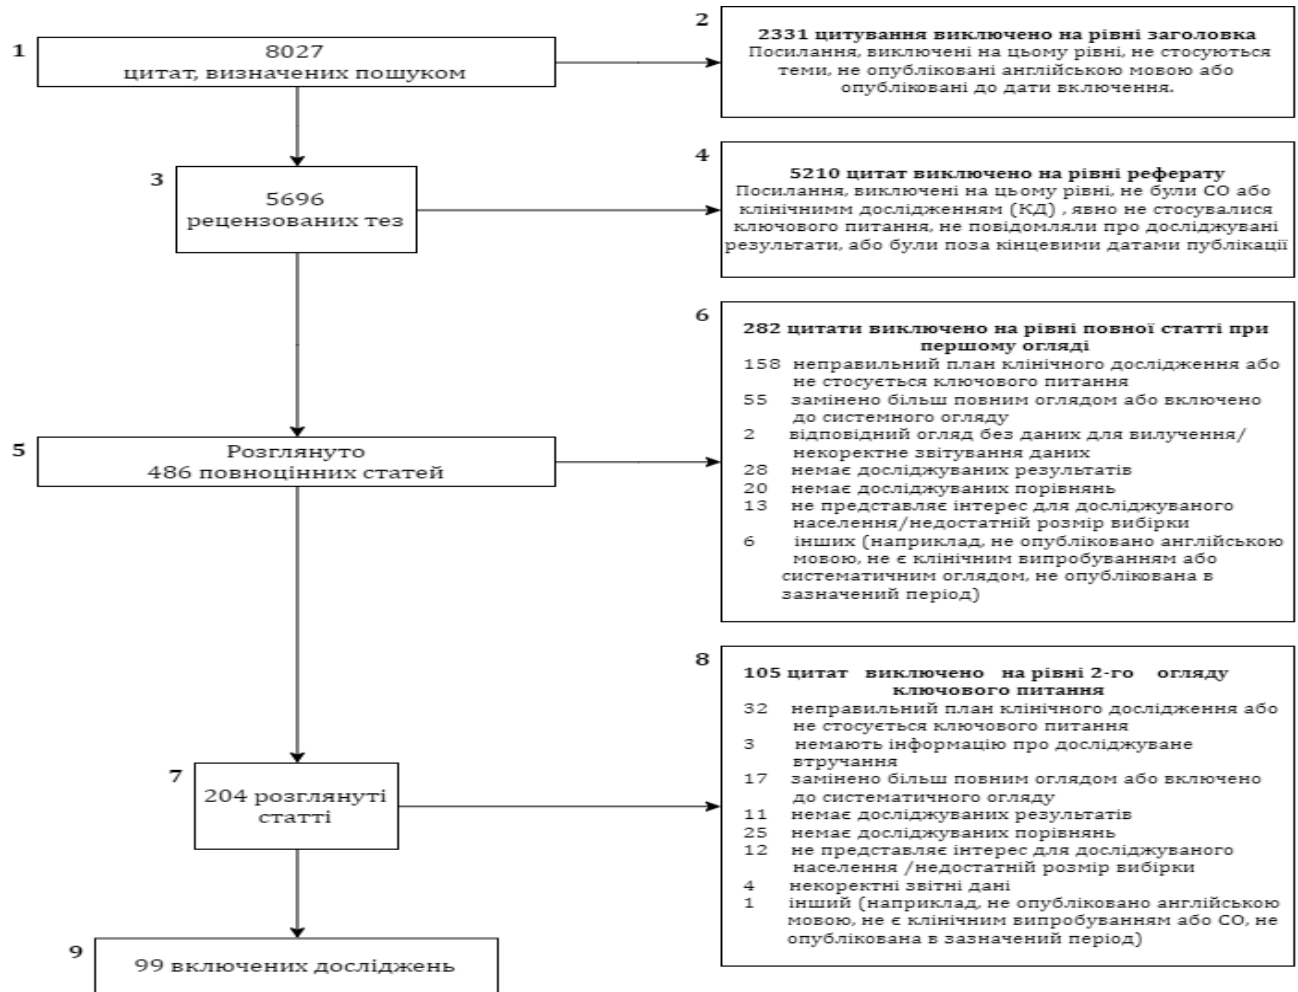 1
8027
цитат, визначених пошуком
2
2331 цитування виключено на рівні заголовка
Посилання, виключені на цьому рівні, не стосуються
теми, не опубліковані англійською мовою або
опубліковані до дати включення.
3
5696
рецензованих тез
4
5210 цитат виключено на рівні реферату
Посилання, виключені на цьому рівні, не були СО або
клінічнимм дослідженням (КД) , явно не стосувалися
ключового питання, не повідомляли про досліджувані
результати, або були поза кінцевими датами публікації
5
Розглянуто
486 повноцінних статей
6
282 цитати виключено на рівні повної статті при
першому огляді
158 неправильний план клінічного дослідження або
не стосується ключового питання
55 замінено більш повним оглядом або включено
до системного огляду
2 відповідний огляд без даних для вилучення/
некоректне звітування даних
28 немає досліджуваних результатів
20 немає досліджуваних порівнянь
13 не представляє інтерес для досліджуваного
населення/недостатній розмір вибірки
6 інших (наприклад, не опубліковано англійською
мовою, не є клінічним випробуванням або
систематичним оглядом, не опублікована в
зазначений період)
7
204 розглянуті
статті
8
105 цитат виключено на рівні 2-го огляду
ключового питання
32 неправильний план клінічного дослідження або
не стосується ключового питання
3 немають інформацію про досліджуване
втручання
17 замінено більш повним оглядом або включено
до систематичного огляду
11 немає досліджуваних результатів
25 немає досліджуваних порівнянь
12 не представляє інтерес для досліджуваного
населення /недостатній розмір вибірки
4 некоректні звітні дані
1 інший (наприклад, не опубліковано англійською
мовою, не є клінічним випробуванням або СО, не
опублікована в зазначений період)
9
99 включених досліджень